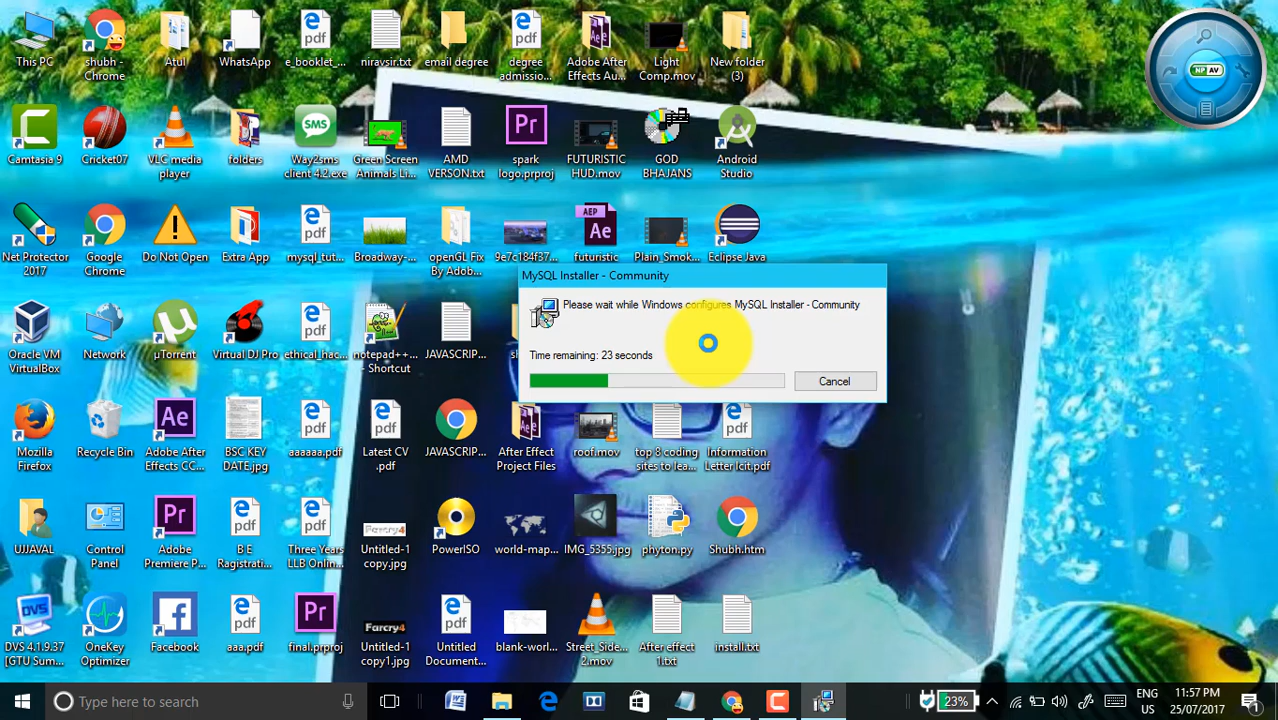 This PC
shubh -
Chrome
Atul
WhatsApp
e_booklet_...
niravsir.txt
email degree
degree
admissio...
Adobe After
Effects Au...
Light
Comp.mov
New folder
(3)
NP AV
Camtasia 9
Cricket07
VLC media
player
folders
SMS
Way2sms
client 4.2.exe
Green Screen
Animals Li...
AMD
VERSON.txt
spark
logo.prproj
FUTURISTIC
HUD.mov
GOD
BHAJANS
Android
Studio
Net Protector
2017
Google
Chrome
Do Not Open
Extra App
mysql_tut...
Broadway-...
openGL Fix
By Adob...
9e7c184f37...
AEP
futuristic
Plain_Smok...
Eclipse Java
MySQL Installer - Community
Please wait while Windows configures MySQL Installer - Community
Time remaining: 23 seconds
Cancel
Oracle VM
VirtualBox
Network
µTorrent
Virtual DJ Pro
ethical_hac...
notepad++...
- Shortcut
JAVASCRIP...
Mozilla
Firefox
Recycle Bin
Adobe After
Effects CC...
BSC KEY
DATE.jpg
aaaaaa.pdf
Latest CV
.pdf
JAVASCRIP...
After Effect
Project Files
roof.mov
top 8 coding
sites to lea...
Information
Letter Icit.pdf
UJJAVAL
Control
Panel
Adobe
Premiere P...
B E
Registrati...
Three Years
LLB Onlin...
Farcry4
Untitled-1
copy.jpg
PowerISO
world-map...
IMG_5355.jpg
phyton.py
Shubh.htm
DVS
DVS 4.1.9.37
[GTU Sum...
OneKey
Optimizer
Facebook
aaa.pdf
final.prproj
Farcry4
Untitled-1
copy1.jpg
Untitled
Document...
blank-worl...
Street_Side...
2.mov
After effect
1.txt
install.txt
Type here to search
23%
ENG
US
11:57 PM
25/07/2017